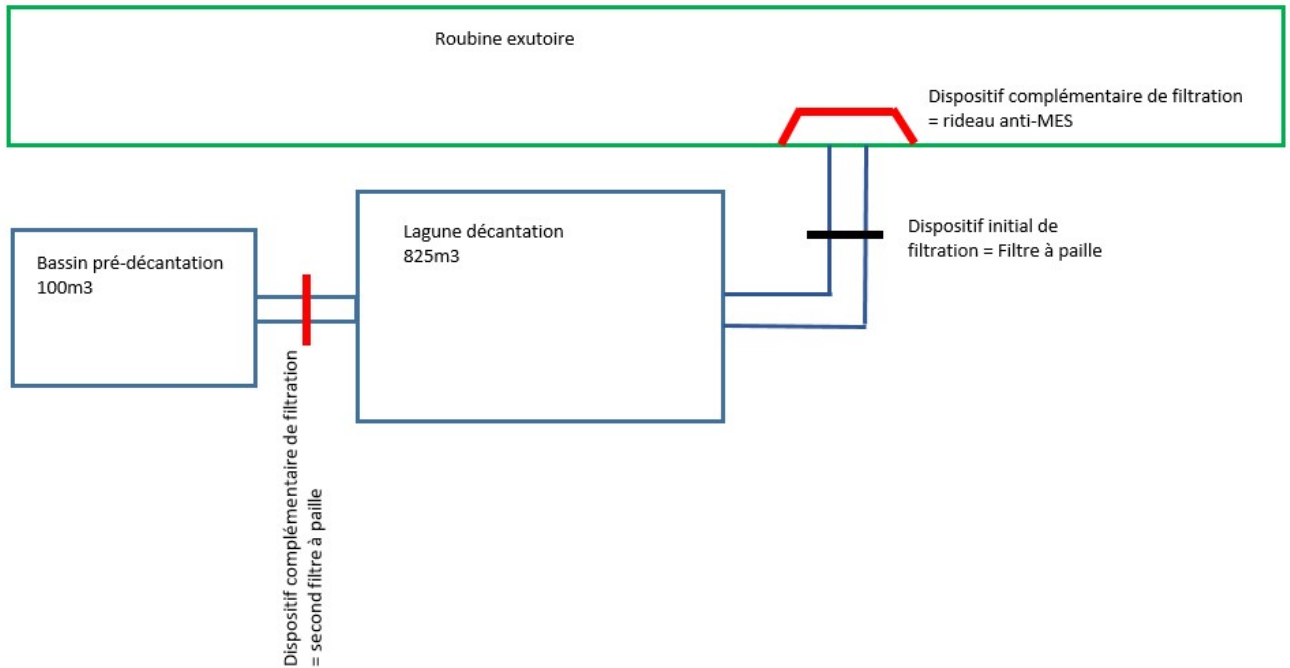 Roubine exutoire
Dispositif complémentaire de filtration
= rideau anti-MES
Lagune décantation
825m3
Dispositif initial de
filtration = Filtre à paille
Bassin pré-décantation
100m3
Dispositif complémentaire de filtration
= second filtre à paille